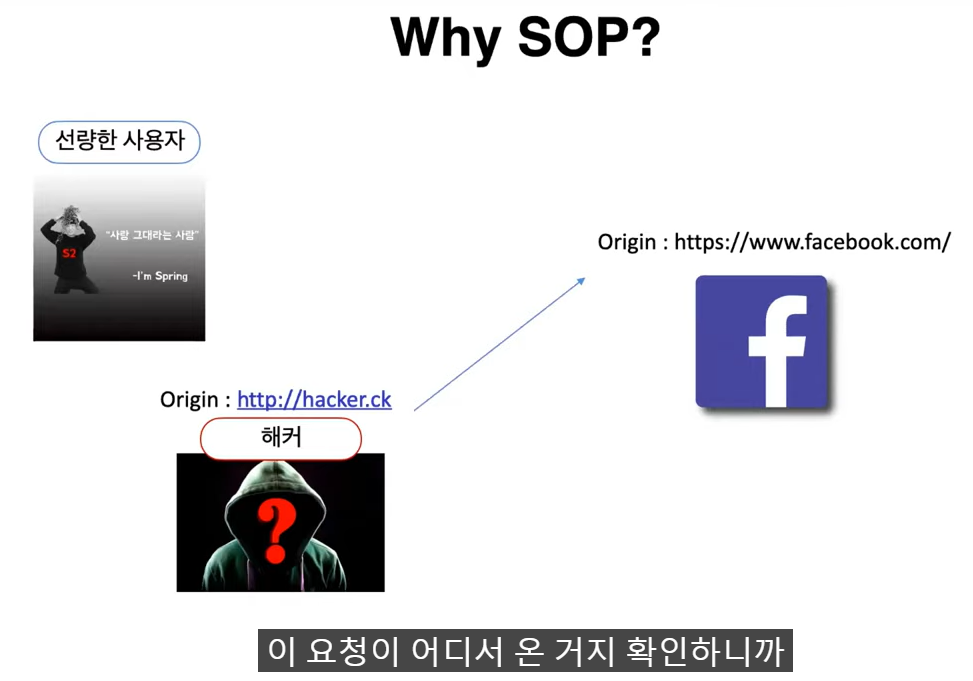 Why SOP?
선량한 사용자
"사람 그대라는 사람"
S2
-I'm Spring
Origin : https://www.facebook.com/
f
Origin : http://hacker.ck
해커
?
이 요청이 어디서 온 거지 확인하니까